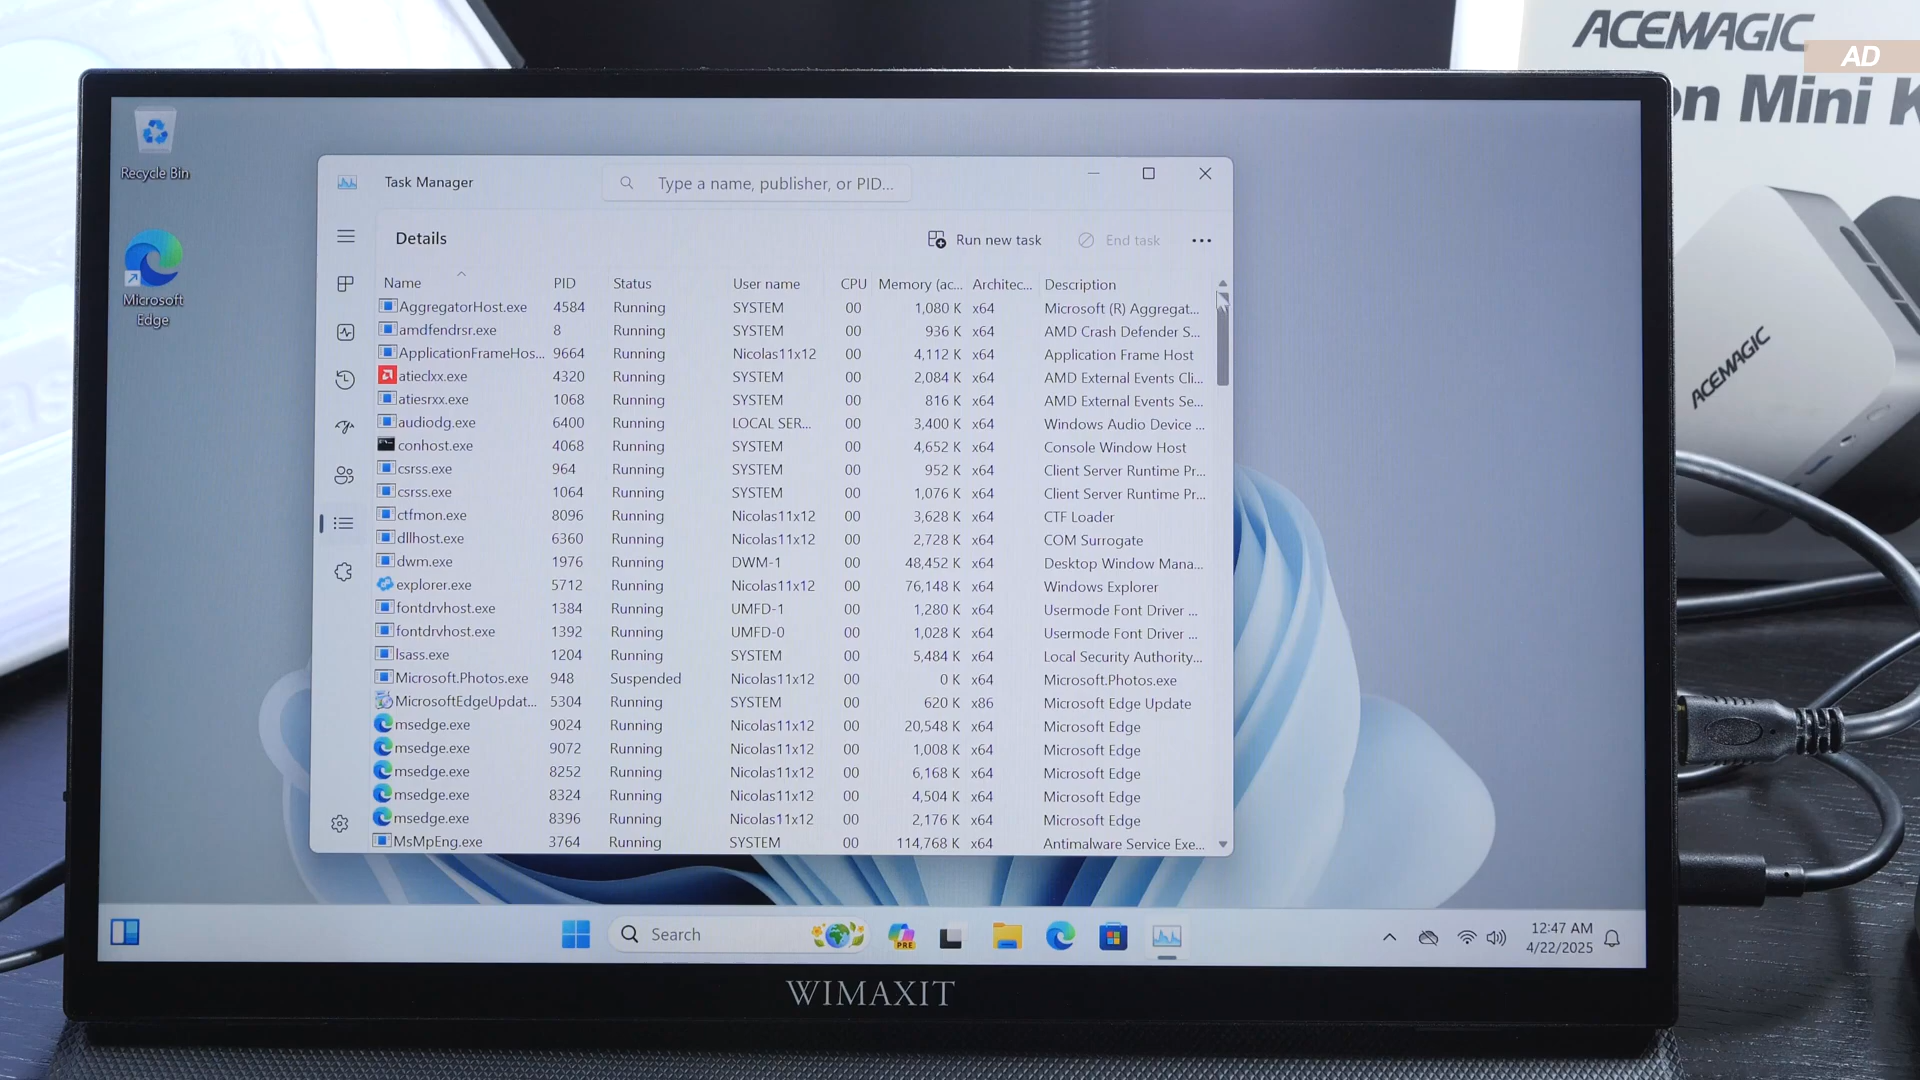 ACEMAGIC
AD
on Mini K
ACEMAGIC
Recycle Bin
Microsoft
Edge
Task Manager
Type a name, publisher, or PID...
Details
Run new task
End task
Name PID Status User name CPU Memory (ac... Architec... Description
AggregatorHost.exe 4584 Running SYSTEM 00 1,080 K x64 Microsoft (R) Aggregat...
amdfendrsr.exe 8 Running SYSTEM 00 936 K x64 AMD Crash Defender S...
ApplicationFrameHos... 9664 Running Nicolas11x12 00 4,112 K x64 Application Frame Host
atieclxx.exe 4320 Running SYSTEM 00 2,084 K x64 AMD External Events Cli...
atiesrxx.exe 1068 Running SYSTEM 00 816 K x64 AMD External Events Se...
audiodg.exe 6400 Running LOCAL SER... 00 3,400 K x64 Windows Audio Device ...
conhost.exe 4068 Running SYSTEM 00 4,652 K x64 Console Window Host
csrss.exe 964 Running SYSTEM 00 952 K x64 Client Server Runtime Pr...
csrss.exe 1064 Running SYSTEM 00 1,076 K x64 Client Server Runtime Pr...
ctfmon.exe 8096 Running Nicolas11x12 00 3,628 K x64 CTF Loader
dllhost.exe 6360 Running Nicolas11x12 00 2,728 K x64 COM Surrogate
dwm.exe 1976 Running DWM-1 00 48,452 K x64 Desktop Window Mana...
explorer.exe 5712 Running Nicolas11x12 00 76,148 K x64 Windows Explorer
fontdrvhost.exe 1384 Running UMFD-1 00 1,280 K x64 Usermode Font Driver ...
fontdrvhost.exe 1392 Running UMFD-0 00 1,028 K x64 Usermode Font Driver ...
lsass.exe 1204 Running SYSTEM 00 5,484 K x64 Local Security Authority...
Microsoft.Photos.exe 948 Suspended Nicolas11x12 00 0 K x64 Microsoft.Photos.exe
MicrosoftEdgeUpdat... 5304 Running SYSTEM 00 620 K x86 Microsoft Edge Update
msedge.exe 9024 Running Nicolas11x12 00 20,548 K x64 Microsoft Edge
msedge.exe 9072 Running Nicolas11x12 00 1,008 K x64 Microsoft Edge
msedge.exe 8252 Running Nicolas11x12 00 6,168 K x64 Microsoft Edge
msedge.exe 8324 Running Nicolas11x12 00 4,504 K x64 Microsoft Edge
msedge.exe 8396 Running Nicolas11x12 00 2,176 K x64 Microsoft Edge
MsMpEng.exe 3764 Running SYSTEM 00 114,768 K x64 Antimalware Service Exe...
Search
PRE
12:47 AM
4/22/2025
WIMAXIT